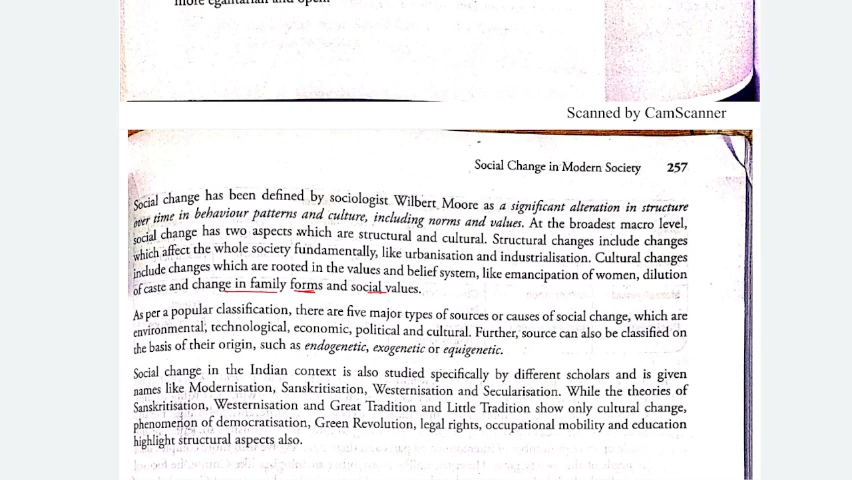 more egalitarian and open.
Scanned by CamScanner
Social Change in Modern Society 257
Social change has been defined by sociologist Wilbert Moore as a significant alteration in structure
over time in behaviour patterns and culture, including norms and values. At the broadest macro level,
social change has two aspects which are structural and cultural. Structural changes include changes
which affect the whole society fundamentally, like urbanisation and industrialisation. Cultural changes
include changes which are rooted in the values and belief system, like emancipation of women, dilution
of caste and change in family forms and social values.
As per a popular classification, there are five major types of sources or causes of social change, which are
environmental, technological, economic, political and cultural. Further, source can also be classified on
the basis of their origin, such as endogenetic, exogenetic or equigenetic.
Social change in the Indian context is also studied specifically by different scholars and is given
names like Modernisation, Sanskritisation, Westernisation and Secularisation. While the theories of
Sanskritisation, Westernisation and Great Tradition and Little Tradition show only cultural change,
phenomenon of democratisation, Green Revolution, legal rights, occupational mobility and education
highlight structural aspects also.